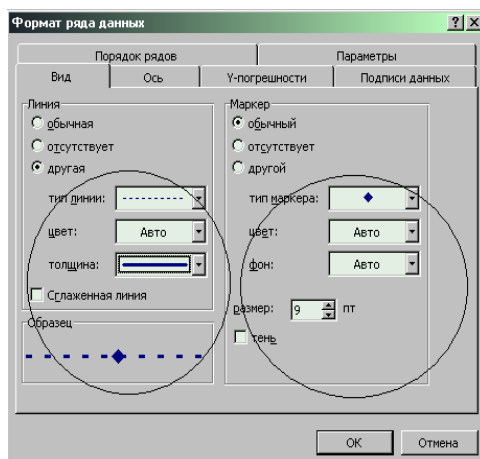 Формат ряда данных
Порядок рядов Параметры
Вид Ось Y-погрешности Подписи данных
Линия
обычная
отсутствует
другая
тип линии:
цвет: Авто
толщина:
Сглаженная линия
Образец
Маркер
обычный
отсутствует
другой
тип маркера:
цвет: Авто
фон: Авто
размер: 9 пт
тень
ОК Отмена